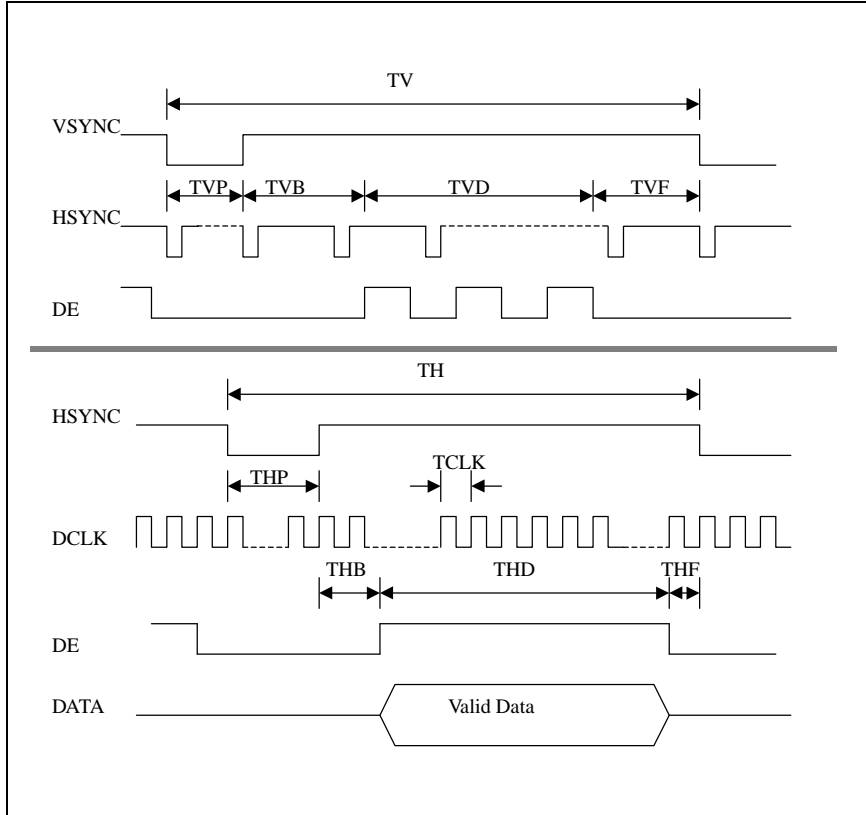 TV
VSYNC
TVP TVB TVD TVF
HSYNC
DE
TH
HSYNC
THP TCLK
DCLK
THB THD THF
DE
DATA Valid Data